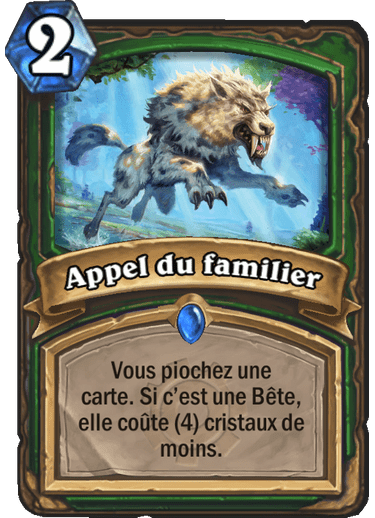 2
Appel du familier
Vous piochez une
carte. Si c'est une Bête,
elle coûte (4) cristaux de
moins.